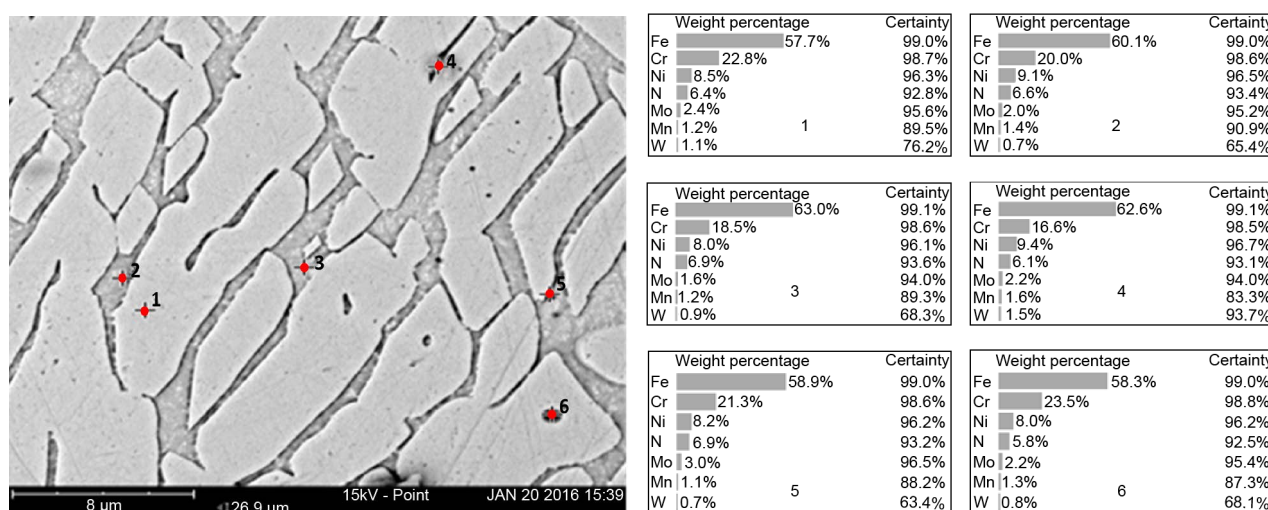 4
2
3
1
5
6
15kV - Point JAN 20 2016 15:39
8 μm
26.9 μm
Weight percentage Certainty
Fe 57.7% 99.0%
Cr 22.8% 98.7%
Ni 8.5% 96.3%
N 6.4% 92.8%
Mo 2.4% 95.6%
Mn 1.2% 1 89.5%
W 1.1% 76.2%
Weight percentage Certainty
Fe 60.1% 99.0%
Cr 20.0% 98.6%
Ni 9.1% 96.5%
N 6.6% 93.4%
Mo 2.0% 95.2%
Mn 1.4% 2 90.9%
W 0.7% 65.4%
Weight percentage Certainty
Fe 63.0% 99.1%
Cr 18.5% 98.6%
Ni 8.0% 96.1%
N 6.9% 93.6%
Mo 1.6% 94.0%
Mn 1.2% 3 89.3%
W 0.9% 68.3%
Weight percentage Certainty
Fe 62.6% 99.1%
Cr 16.6% 98.5%
Ni 9.4% 96.7%
N 6.1% 93.1%
Mo 2.2% 94.0%
Mn 1.6% 4 83.3%
W 1.5% 93.7%
Weight percentage Certainty
Fe 58.9% 99.0%
Cr 21.3% 98.6%
Ni 8.2% 96.2%
N 6.9% 93.2%
Mo 3.0% 96.5%
Mn 1.1% 5 88.2%
W 0.7% 63.4%
Weight percentage Certainty
Fe 58.3% 99.0%
Cr 23.5% 98.8%
Ni 8.0% 96.2%
N 5.8% 92.5%
Mo 2.2% 95.4%
Mn 1.3% 6 87.3%
W 0.8% 68.1%